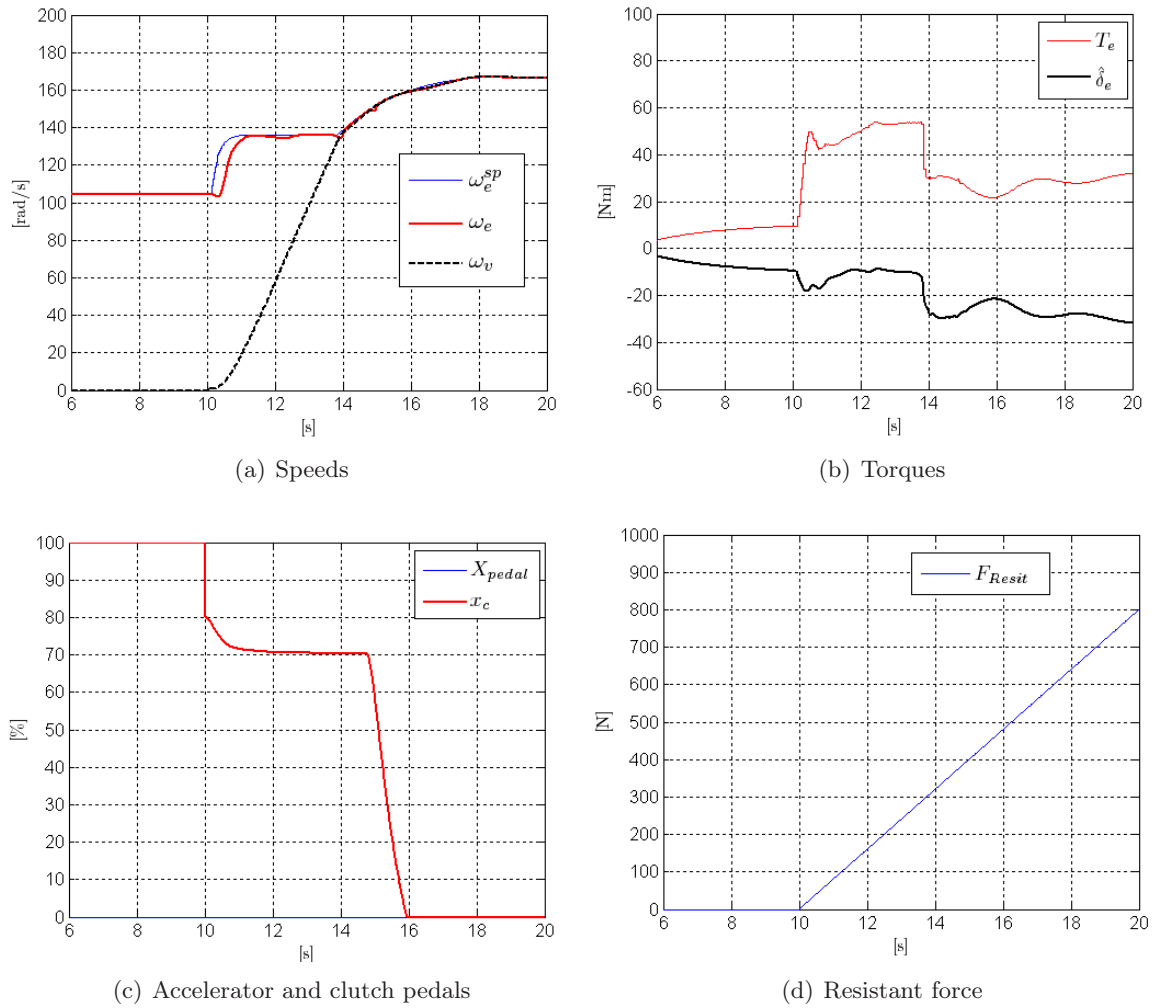 200
180
160
140
120
100
80
60
40
20
0
[rad/s]
ω_e^{sp}
ω_e
ω_v
6 8 10 12 14 16 18 20
[s]
(a) Speeds
100
80
60
40
20
0
-20
-40
-60
[Nm]
T_e
δ̂_e
6 8 10 12 14 16 18 20
[s]
(b) Torques
100
90
80
70
60
50
40
30
20
10
0
[%]
X_{pedal}
x_c
6 8 10 12 14 16 18 20
[s]
(c) Accelerator and clutch pedals
1000
900
800
700
600
500
400
300
200
100
0
[N]
F_{Resit}
6 8 10 12 14 16 18 20
[s]
(d) Resistant force